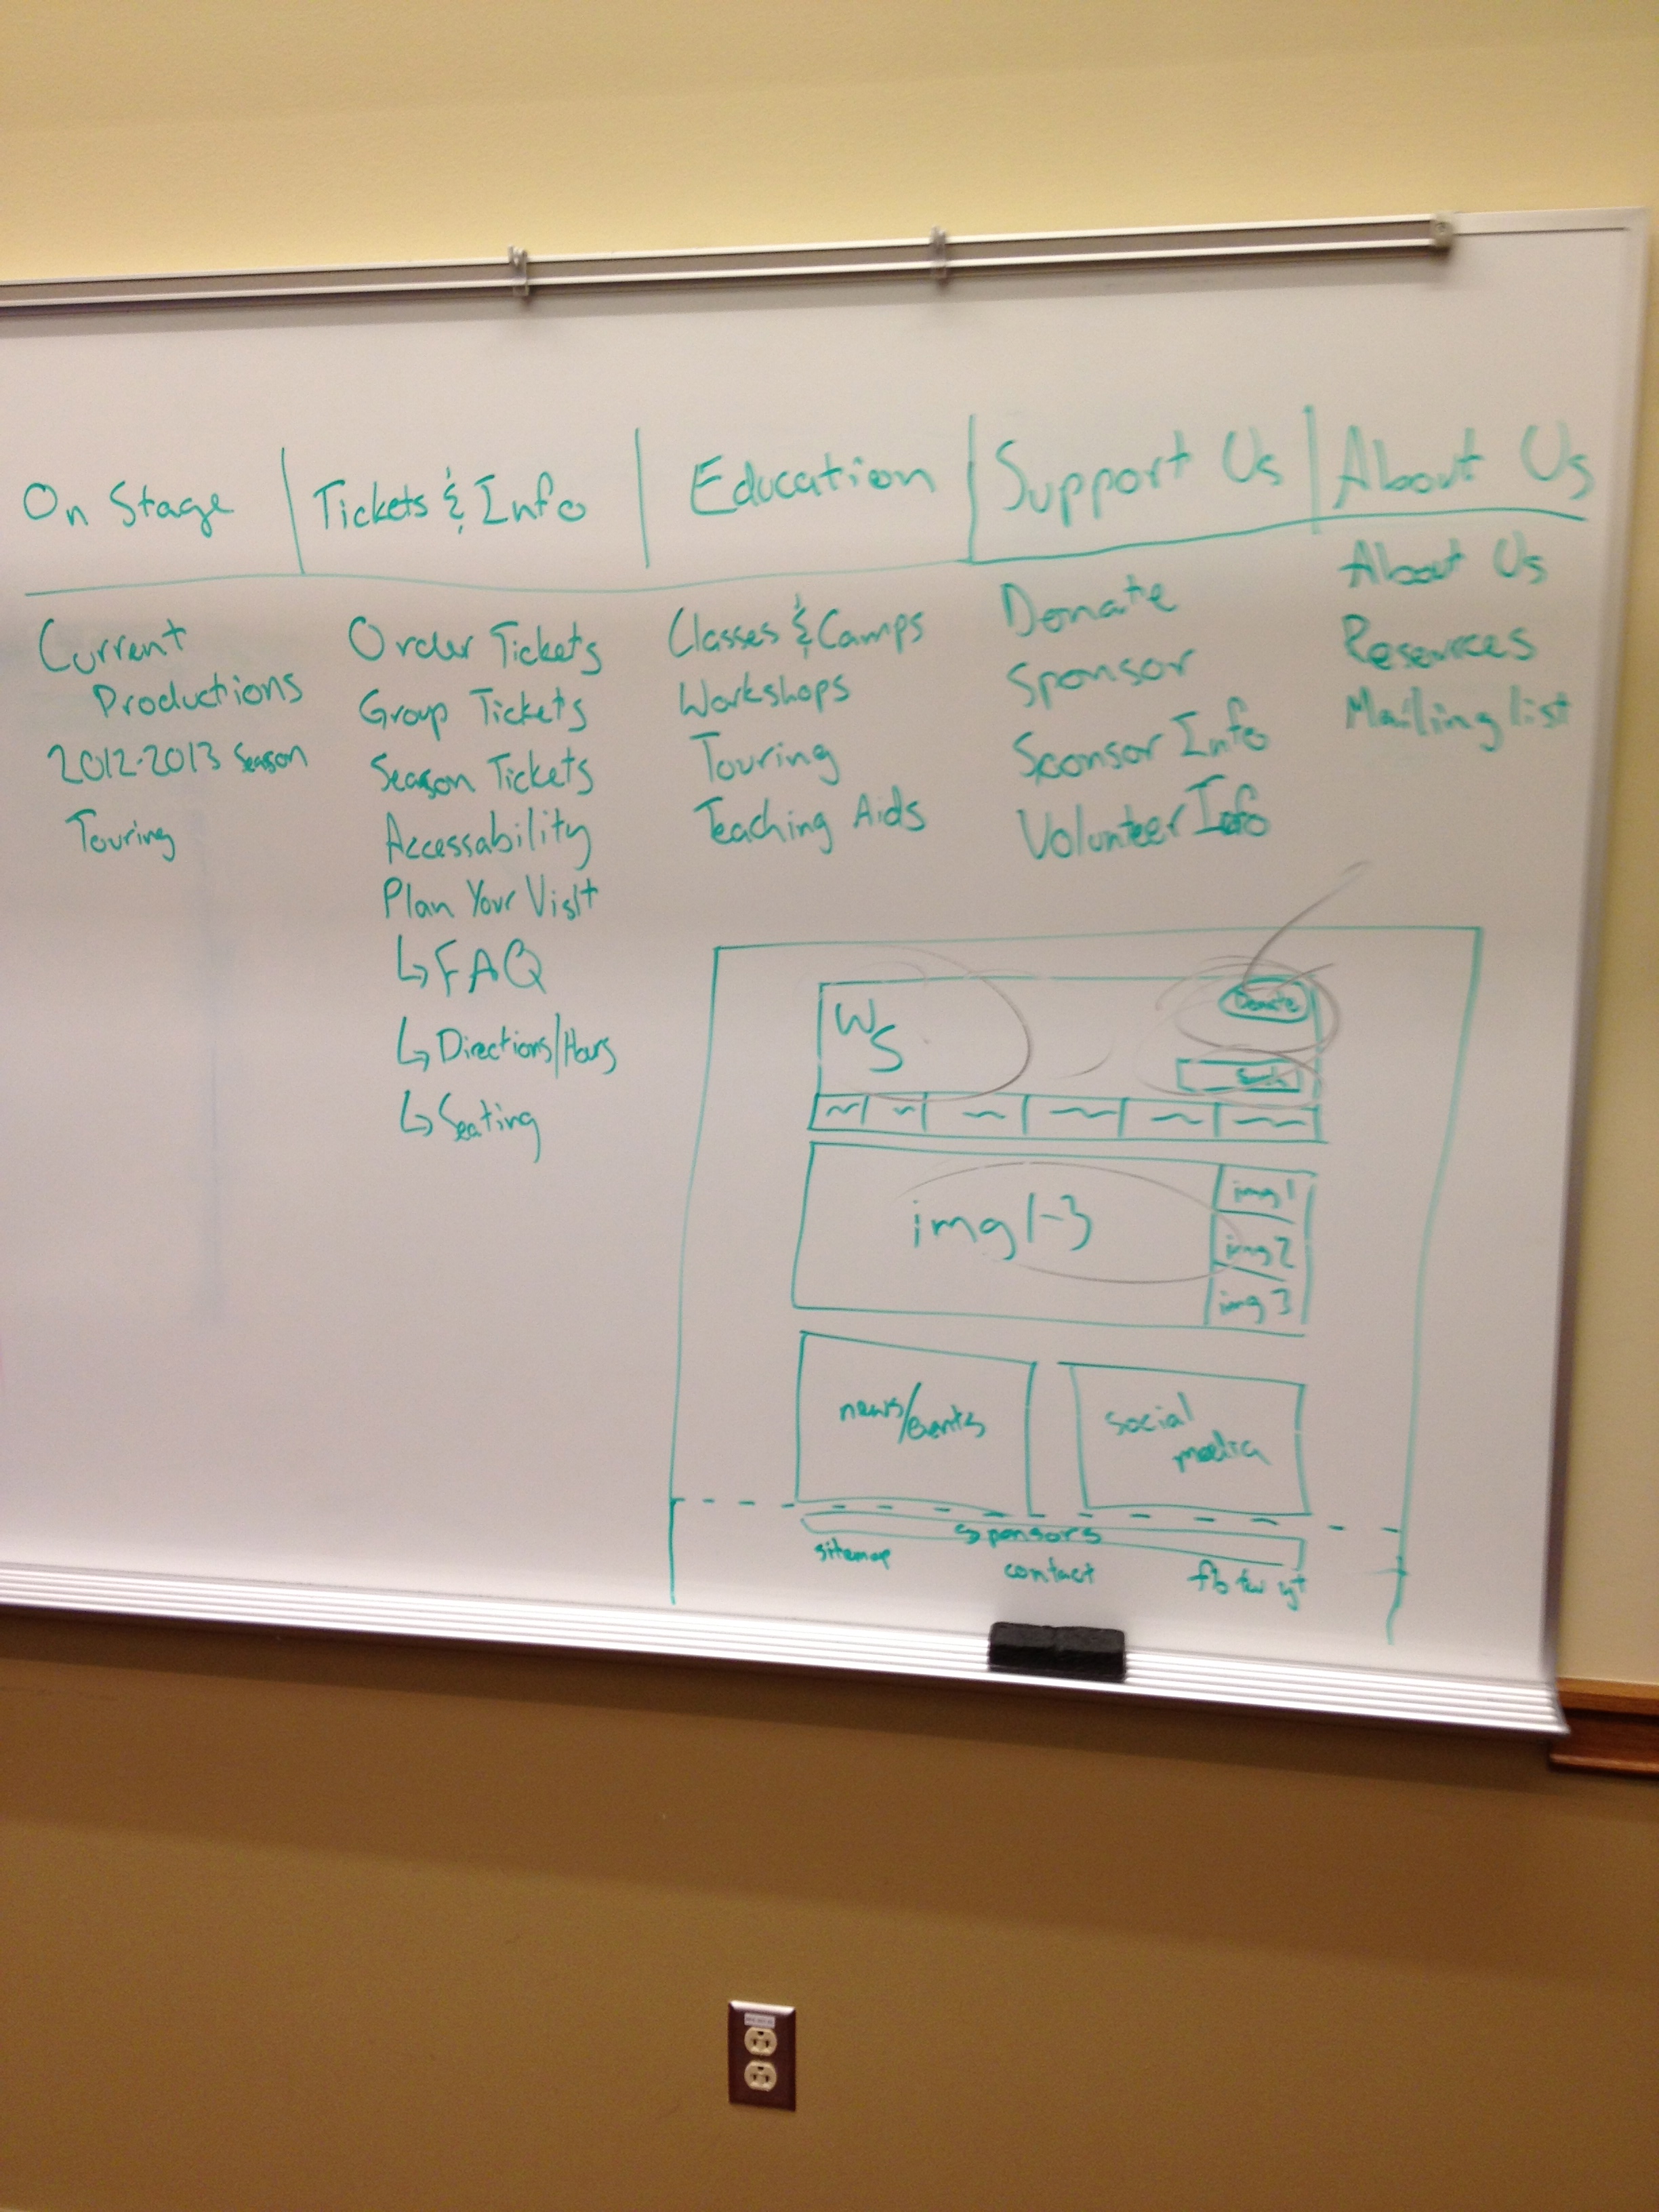 On Stage
Tickets & Info
Education
Support Us
About Us
Current
Productions
2012-2013 Season
Touring
Order Tickets
Group Tickets
Season Tickets
Accessability
Plan Your Visit
↳ FAQ
↳ Directions/Hours
↳ Seating
Classes & Camps
Workshops
Touring
Teaching Aids
Donate
Sponsor
Sponsor Info
Volunteer Info
About Us
Resources
Mailing list
W
S
Donate
img 1-3
img 1
img 2
img 3
news/events
social
media
sponsors
sitemap
contact
fb tw yt